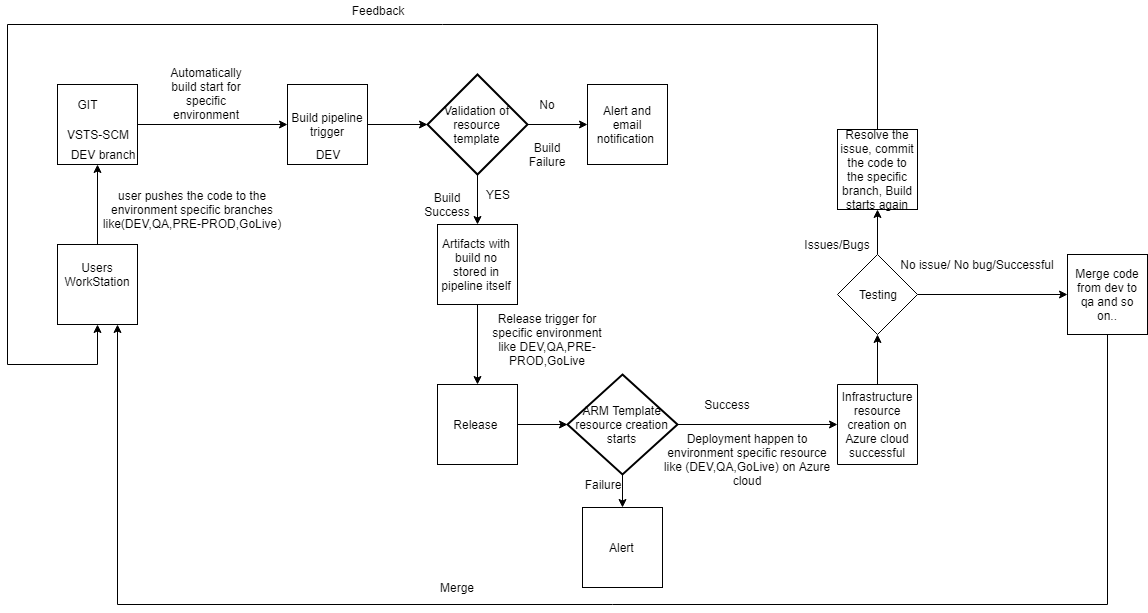 Feedback
Automatically
build start for
specific
environment
GIT
VSTS-SCM
DEV branch
Build pipeline
trigger
DEV
Validation of
resource
template
No
Build
Failure
Alert and
email
notification
Resolve the
issue, commit
the code to
the specific
branch, Build
starts again
user pushes the code to the
environment specific branches
like(DEV,QA,PRE-PROD,GoLive)
Build
Success
YES
Users
WorkStation
Artifacts with
build no
stored in
pipeline itself
Issues/Bugs
Testing
No issue/ No bug/Successful
Merge code
from dev to
qa and so
on..
Release trigger for
specific environment
like DEV,QA,PRE-
PROD,GoLive
Release
ARM Template
resource creation
starts
Success
Deployment happen to
environment specific resource
like (DEV,QA,GoLive) on Azure
cloud
Infrastructure
resource
creation on
Azure cloud
successful
Failure
Alert
Merge